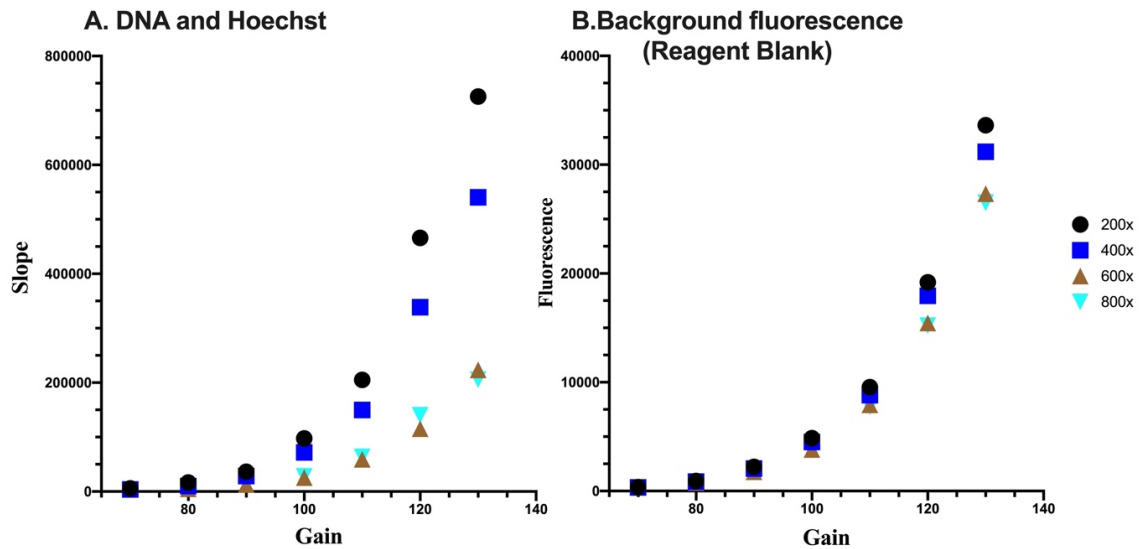 A. DNA and Hoechst
800000
600000
400000
200000
0
Slope
80
100
120
140
Gain
B.Background fluorescence
(Reagent Blank)
40000
30000
20000
10000
0
Fluorescence
80
100
120
140
Gain
200x
400x
600x
800x